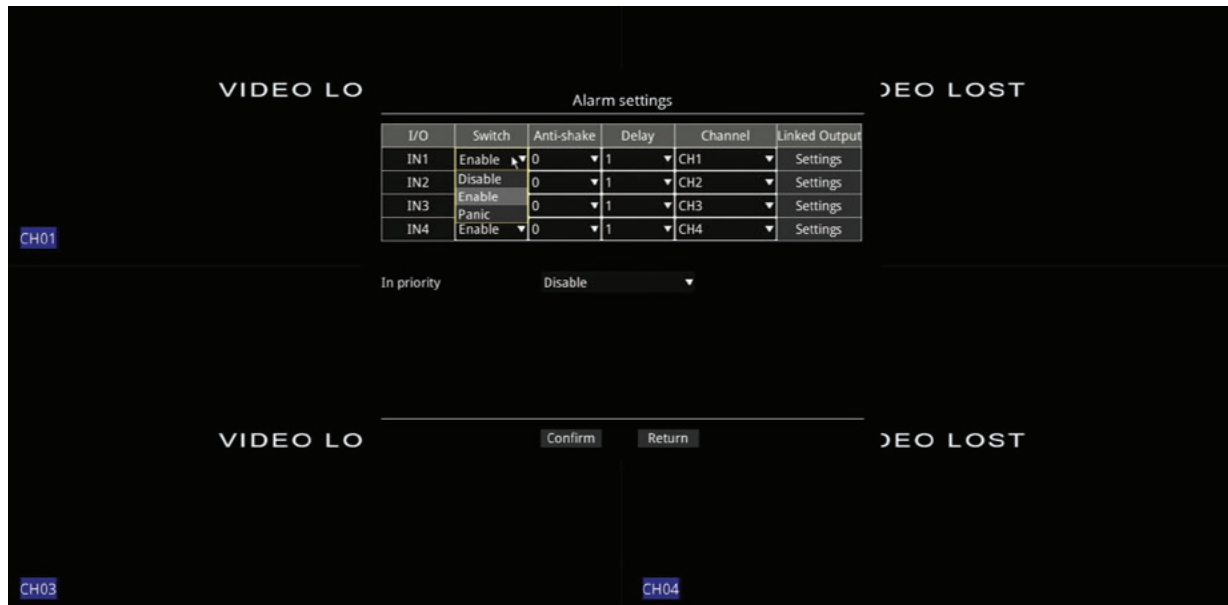 VIDEO LO
DEO LOST
Alarm settings
I/O Switch Anti-shake Delay Channel Linked Output
IN1 Enable 0 1 CH1 Settings
IN2 Disable 0 1 CH2 Settings
Enable
IN3 0 1 CH3 Settings
Panic
IN4 Enable 0 1 CH4 Settings
CH01
In priority Disable
VIDEO LO
Confirm Return
DEO LOST
CH03
CH04